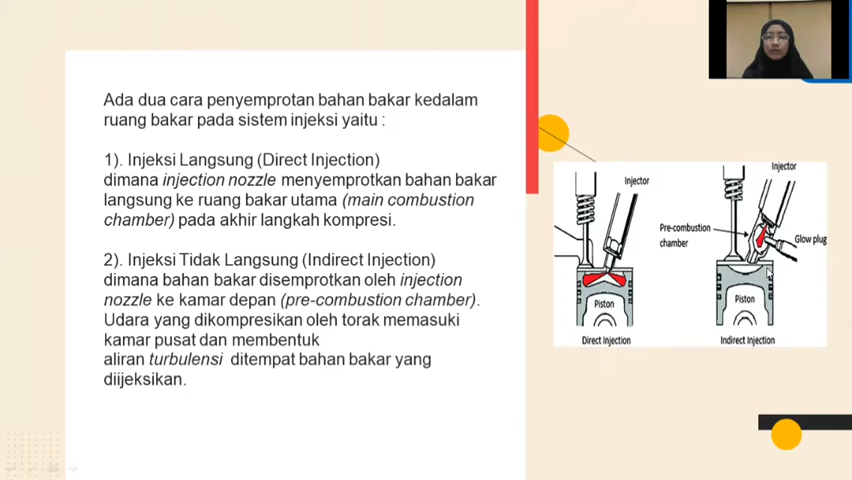 Ada dua cara penyemprotan bahan bakar kedalam
ruang bakar pada sistem injeksi yaitu :
1). Injeksi Langsung (Direct Injection)
dimana injection nozzle menyemprotkan bahan bakar
langsung ke ruang bakar utama (main combustion
chamber) pada akhir langkah kompresi.
2). Injeksi Tidak Langsung (Indirect Injection)
dimana bahan bakar disemprotkan oleh injection
nozzle ke kamar depan (pre-combustion chamber).
Udara yang dikompresikan oleh torak memasuki
kamar pusat dan membentuk
aliran turbulensi ditempat bahan bakar yang
diijeksikan.
Injector
Piston
Direct Injection
Injector
Pre-combustion
chamber
Glow plug
Piston
Indirect Injection